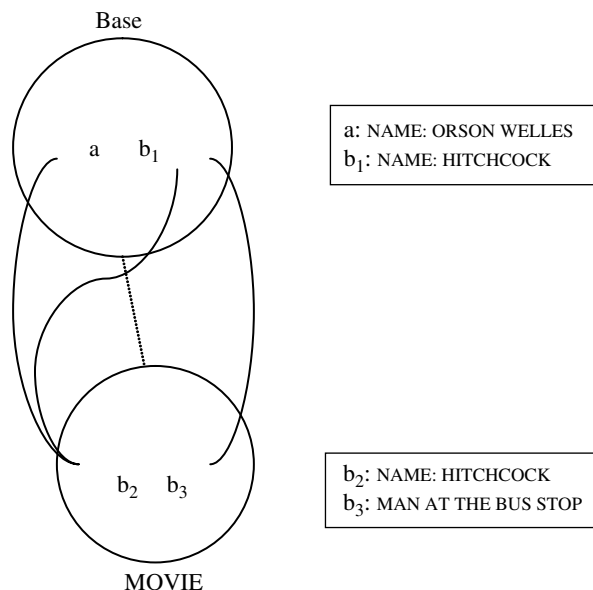 Base
a b₁
a: NAME: ORSON WELLES
b₁: NAME: HITCHCOCK
b₂ b₃
b₂: NAME: HITCHCOCK
b₃: MAN AT THE BUS STOP
MOVIE